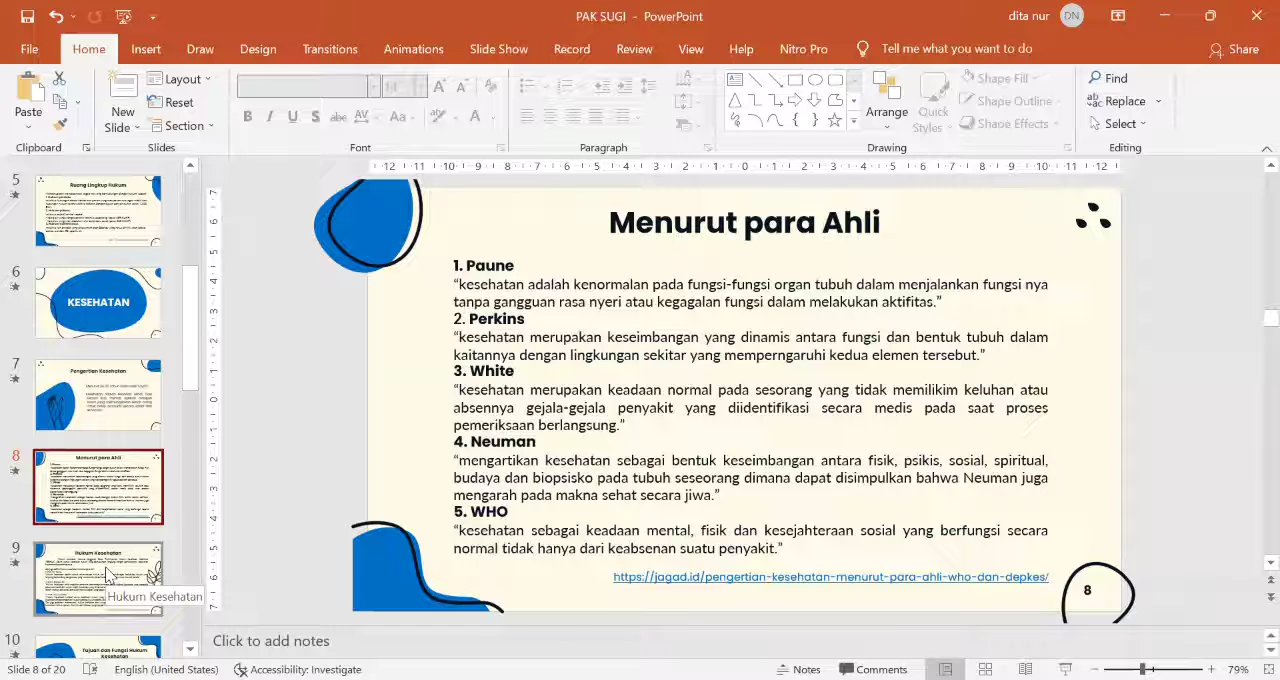 PAK SUGI - PowerPoint
dita nur
DN
File Home Insert Draw Design Transitions Animations Slide Show Record Review View Help Nitro Pro Tell me what you want to do Share
Paste
Clipboard
New Slide
Layout
Reset
Section
Slides
Font
Paragraph
Arrange
Quick Styles
Shape Fill
Shape Outline
Shape Effects
Drawing
Find
Replace
Select
Editing
5
Ruang Lingkup Hukum
6
KESEHATAN
7
Pengertian Kesehatan
8
Menurut para Ahli
9
Hukum Kesehatan
Hukum Kesehatan
10
Tujuan dan Fungsi Hukum
Menurut para Ahli
1. Paune
“kesehatan adalah kenormalan pada fungsi-fungsi organ tubuh dalam menjalankan fungsi nya
tanpa gangguan rasa nyeri atau kegagalan fungsi dalam melakukan aktifitas.”
2. Perkins
“kesehatan merupakan keseimbangan yang dinamis antara fungsi dan bentuk tubuh dalam
kaitannya dengan lingkungan sekitar yang memperngaruhi kedua elemen tersebut.”
3. White
“kesehatan merupakan keadaan normal pada sesorang yang tidak memilikim keluhan atau
absennya gejala-gejala penyakit yang diidentifikasi secara medis pada saat proses
pemeriksaan berlangsung.”
4. Neuman
“mengartikan kesehatan sebagai bentuk keseimbangan antara fisik, psikis, sosial, spiritual,
budaya dan biopsisko pada tubuh seseorang dimana dapat disimpulkan bahwa Neuman juga
mengarah pada makna sehat secara jiwa.”
5. WHO
“kesehatan sebagai keadaan mental, fisik dan kesejahteraan sosial yang berfungsi secara
normal tidak hanya dari keabsenan suatu penyakit.”
https://jagad.id/pengertian-kesehatan-menurut-para-ahli-who-dan-depkes/
8
Click to add notes
Slide 8 of 20 English (United States) Accessibility: Investigate Notes Comments 79%